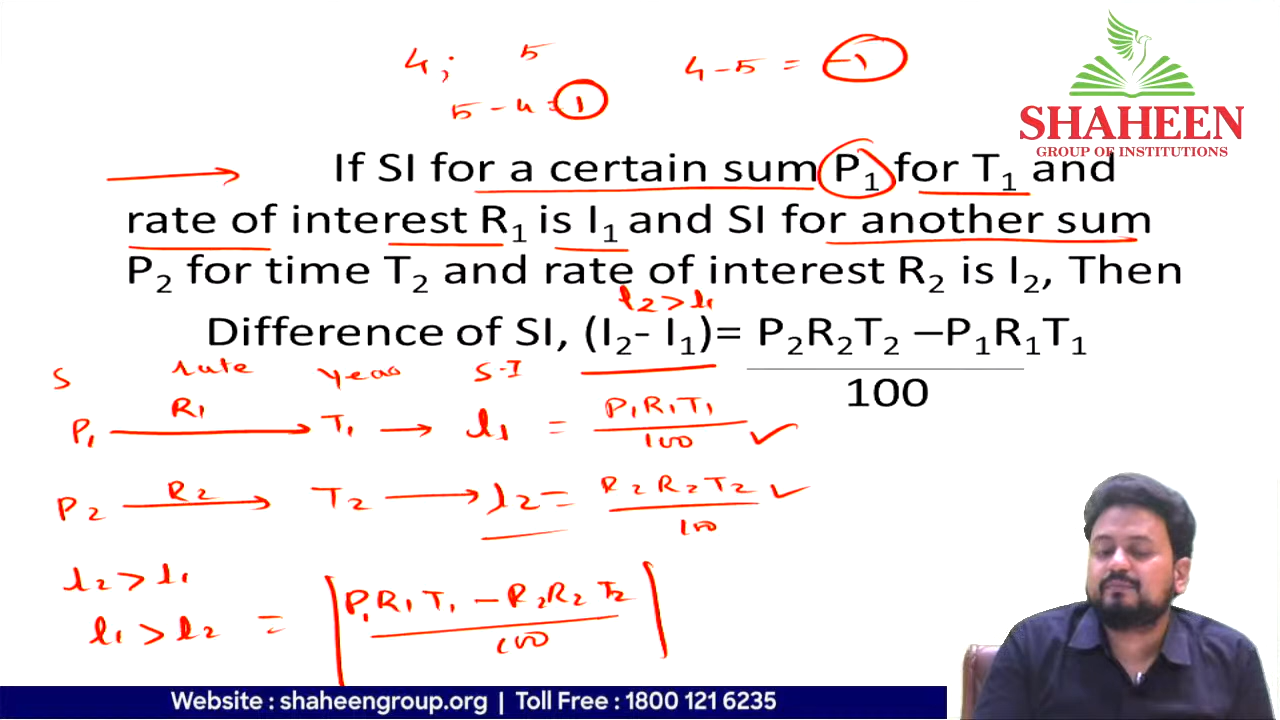 4; 5
4 - 5 = -1
5 - 4 = 1
SHAHEEN
GROUP OF INSTITUTIONS
If SI for a certain sum P₁ for T₁ and
rate of interest R₁ is I₁ and SI for another sum
P₂ for time T₂ and rate of interest R₂ is I₂, Then
I₂ > I₁
Difference of SI, (I₂- I₁)= P₂R₂T₂ –P₁R₁T₁
100
S rate years S.I
P₁ R₁ T₁ → I₁ = P₁R₁T₁
100
P₂ R₂ T₂ → I₂ = P₂R₂T₂
100
I₂ > I₁
I₁ > I₂ = | P₁R₁T₁ - P₂R₂T₂ |
100
Website : shaheengroup.org | Toll Free : 1800 121 6235